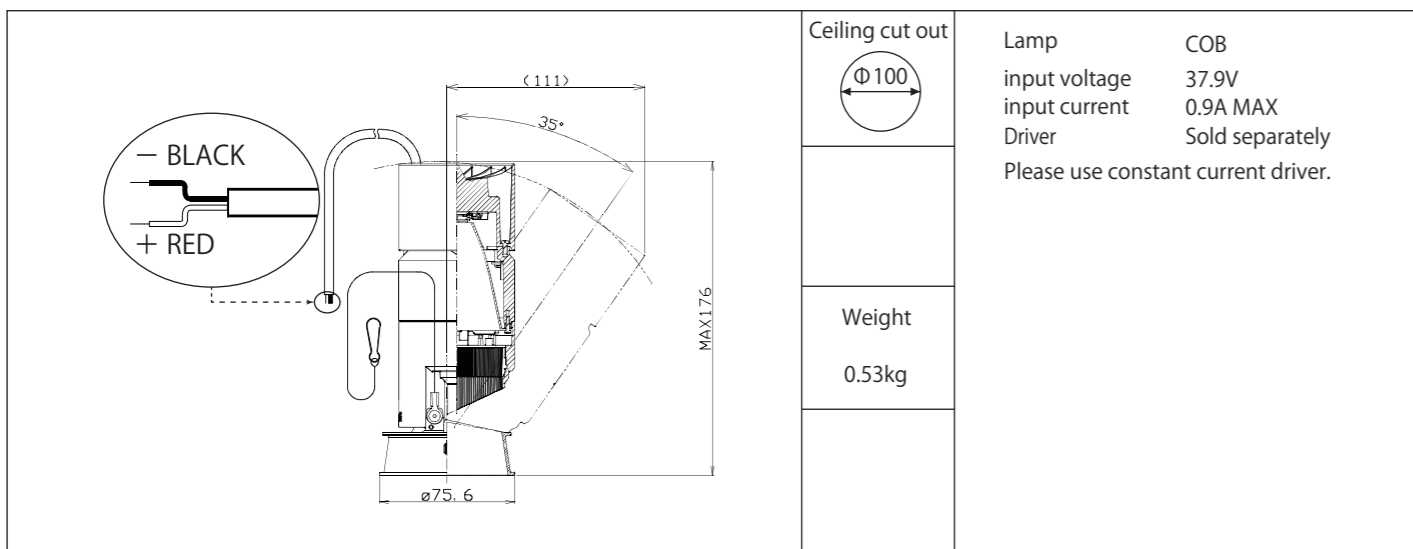 (111)
35°
− BLACK
+ RED
MAX176
ø75.6
Ceiling cut out
Φ100
Weight
0.53kg
Lamp COB
input voltage 37.9V
input current 0.9A MAX
Driver Sold separately
Please use constant current driver.